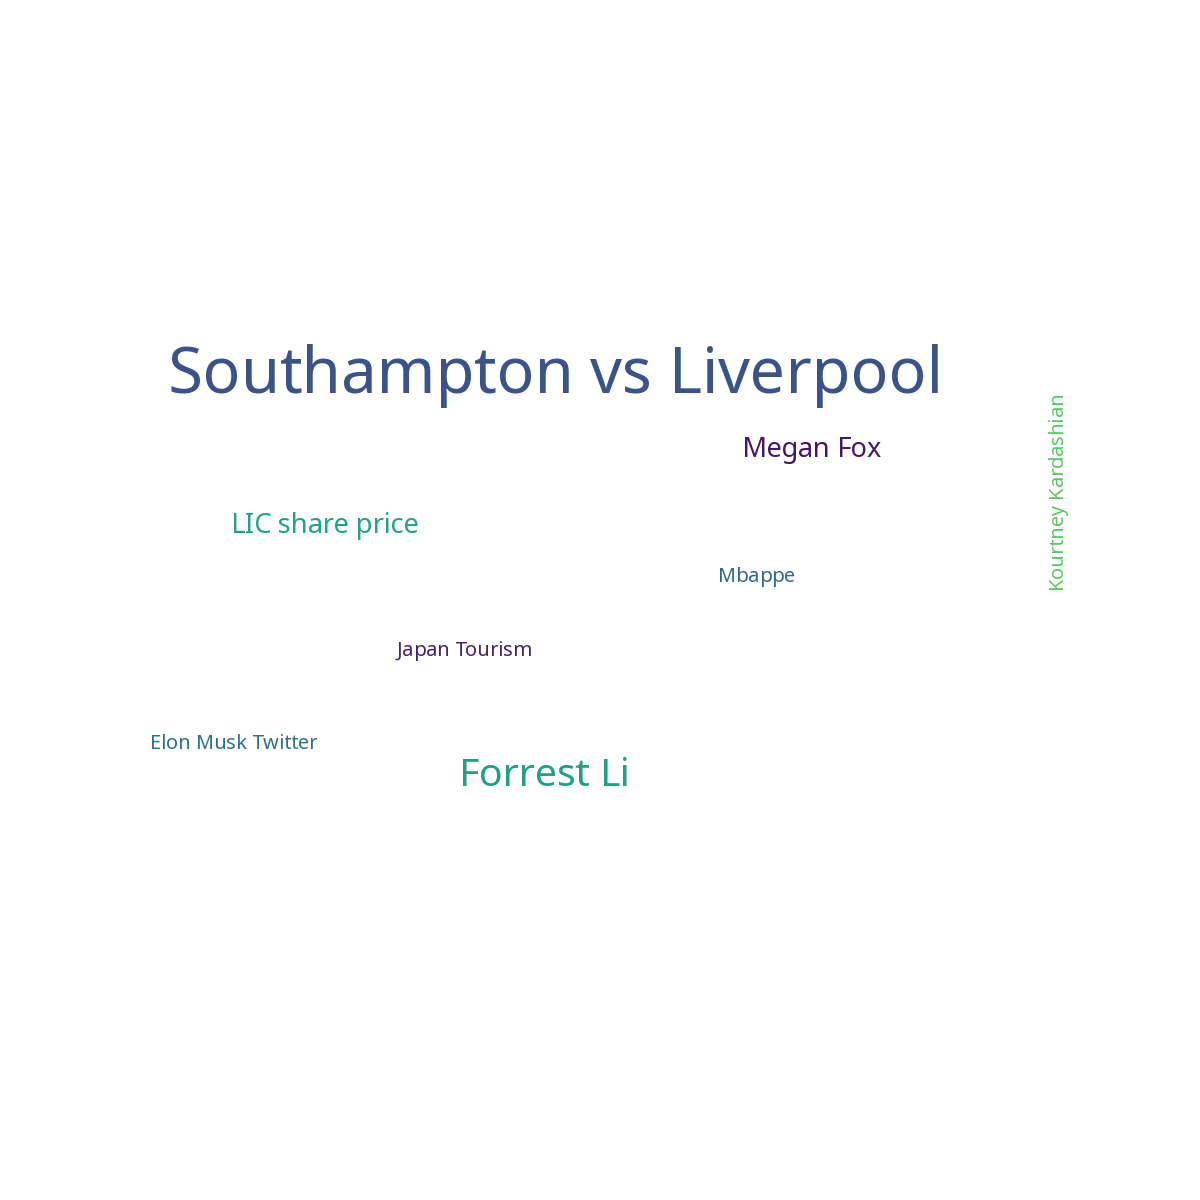 Southampton vs Liverpool
Megan Fox
Kourtney Kardashian
LIC share price
Mbappe
Japan Tourism
Elon Musk Twitter
Forrest Li